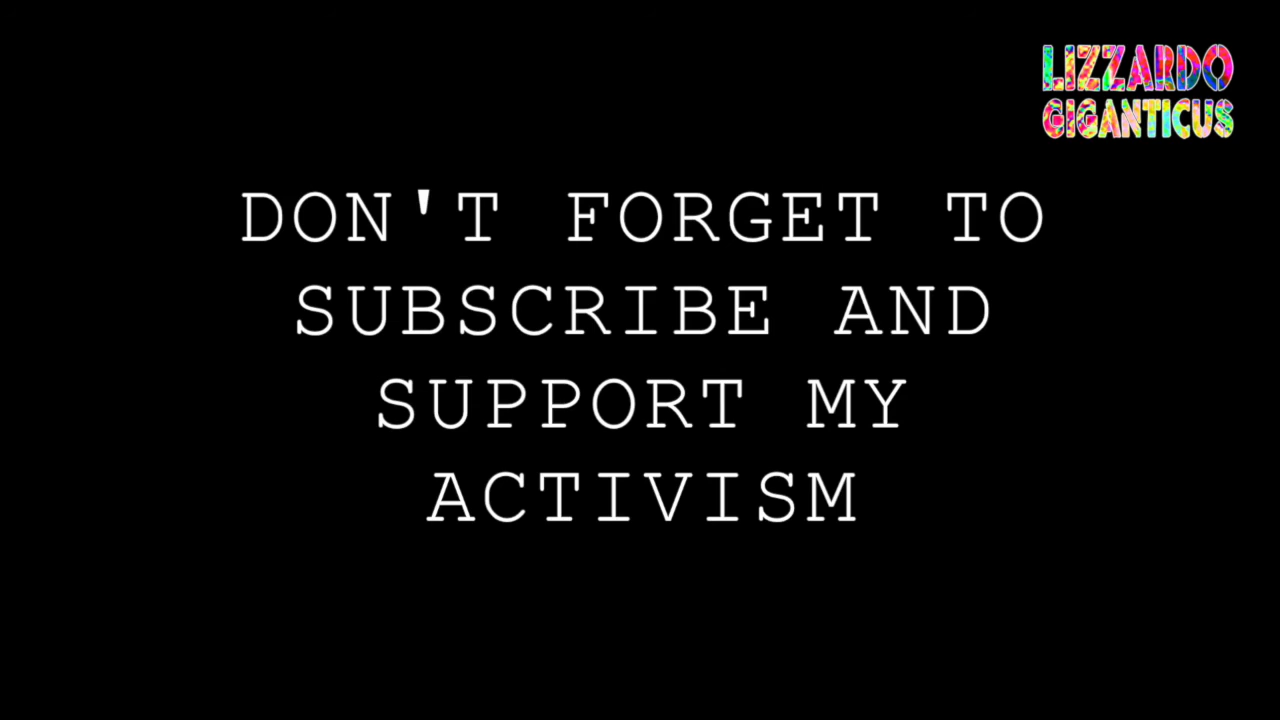 LIZZARDO
GIGANTICUS
DON'T FORGET TO
SUBSCRIBE AND
SUPPORT MY
ACTIVISM